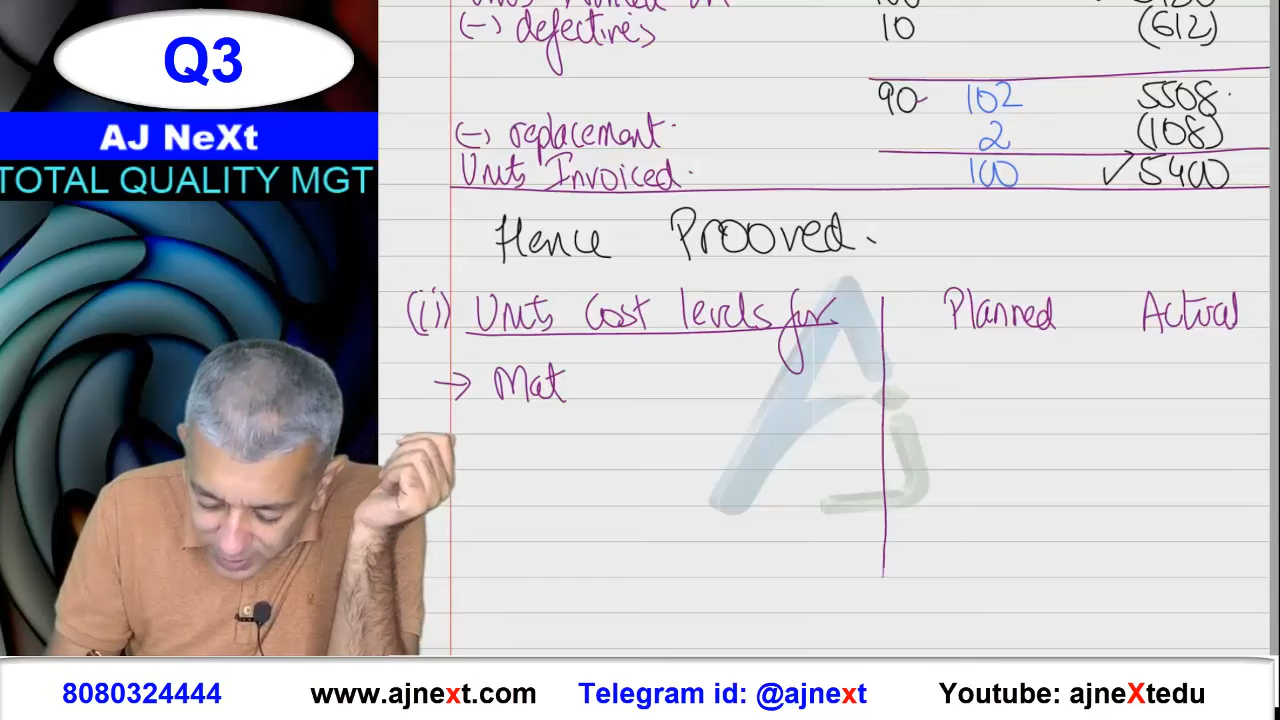 Q3
AJ NeXt
TOTAL QUALITY MGT
(-) defectives 10 (612)
90 102 5508
(-) replacement 2 (108)
Units Invoiced. 100 ✓ 5400
Hence Prooved.
(ii) Units Cost levels for Planned Actual
→ Mat
8080324444 www.ajnext.com Telegram id: @ajnext Youtube: ajneXtedu